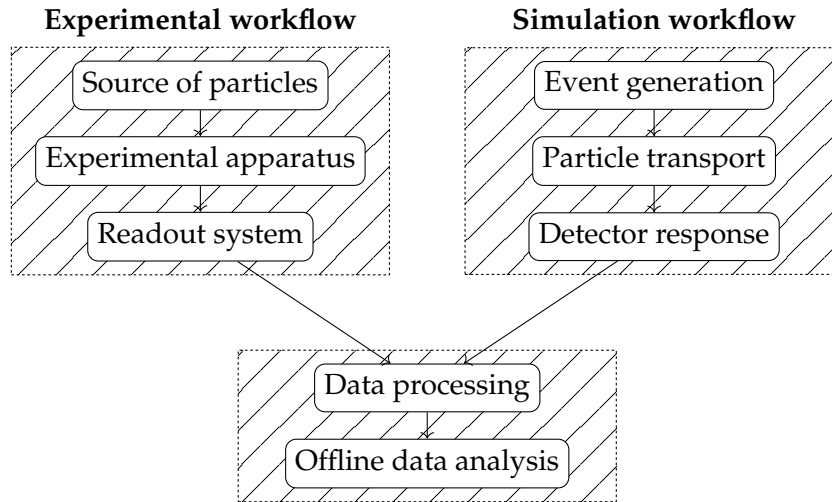 Experimental workflow
Source of particles
Experimental apparatus
Readout system
Simulation workflow
Event generation
Particle transport
Detector response
Data processing
Offline data analysis